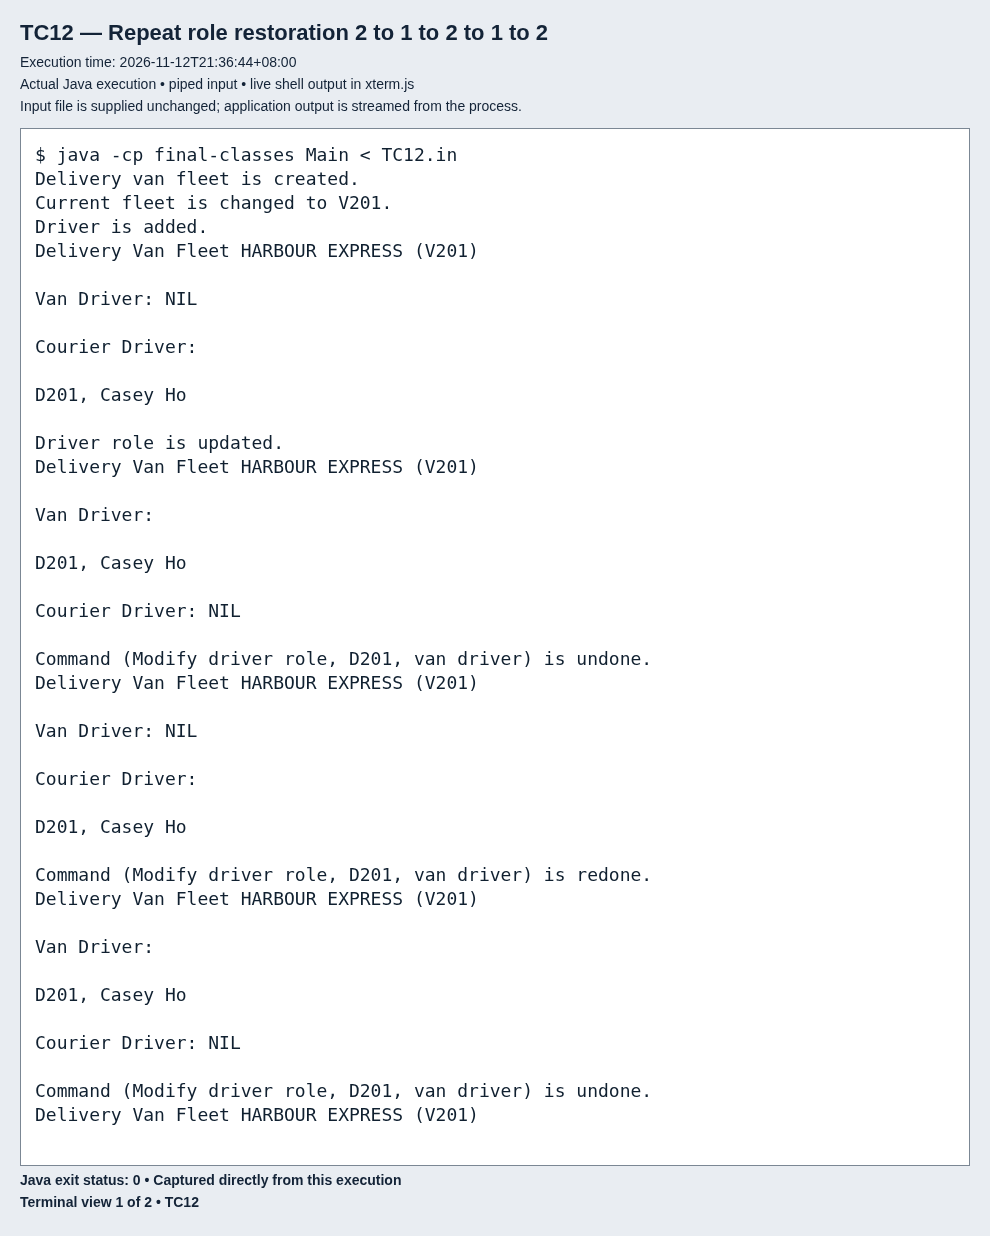 TC12 — Repeat role restoration 2 to 1 to 2 to 1 to 2
Execution time: 2026-11-12T21:36:44+08:00
Actual Java execution • piped input • live shell output in xterm.js
Input file is supplied unchanged; application output is streamed from the process.
$ java -cp final-classes Main < TC12.in
Delivery van fleet is created.
Current fleet is changed to V201.
Driver is added.
Delivery Van Fleet HARBOUR EXPRESS (V201)
Van Driver: NIL
Courier Driver:
D201, Casey Ho
Driver role is updated.
Delivery Van Fleet HARBOUR EXPRESS (V201)
Van Driver:
D201, Casey Ho
Courier Driver: NIL
Command (Modify driver role, D201, van driver) is undone.
Delivery Van Fleet HARBOUR EXPRESS (V201)
Van Driver: NIL
Courier Driver:
D201, Casey Ho
Command (Modify driver role, D201, van driver) is redone.
Delivery Van Fleet HARBOUR EXPRESS (V201)
Van Driver:
D201, Casey Ho
Courier Driver: NIL
Command (Modify driver role, D201, van driver) is undone.
Delivery Van Fleet HARBOUR EXPRESS (V201)
Java exit status: 0 • Captured directly from this execution
Terminal view 1 of 2 • TC12